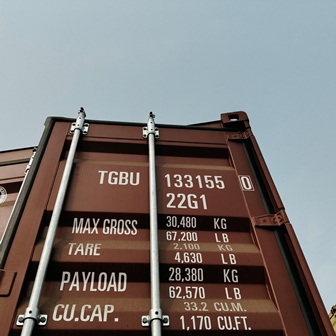 TGBU 133155 0
22G1
MAX GROSS 30,480 KG
67,200 LB
TARE 2,100 KG
4,630 LB
PAYLOAD 28,380 KG
62,570 LB
CU.CAP. 33.2 CU.M.
1,170 CU.FT.